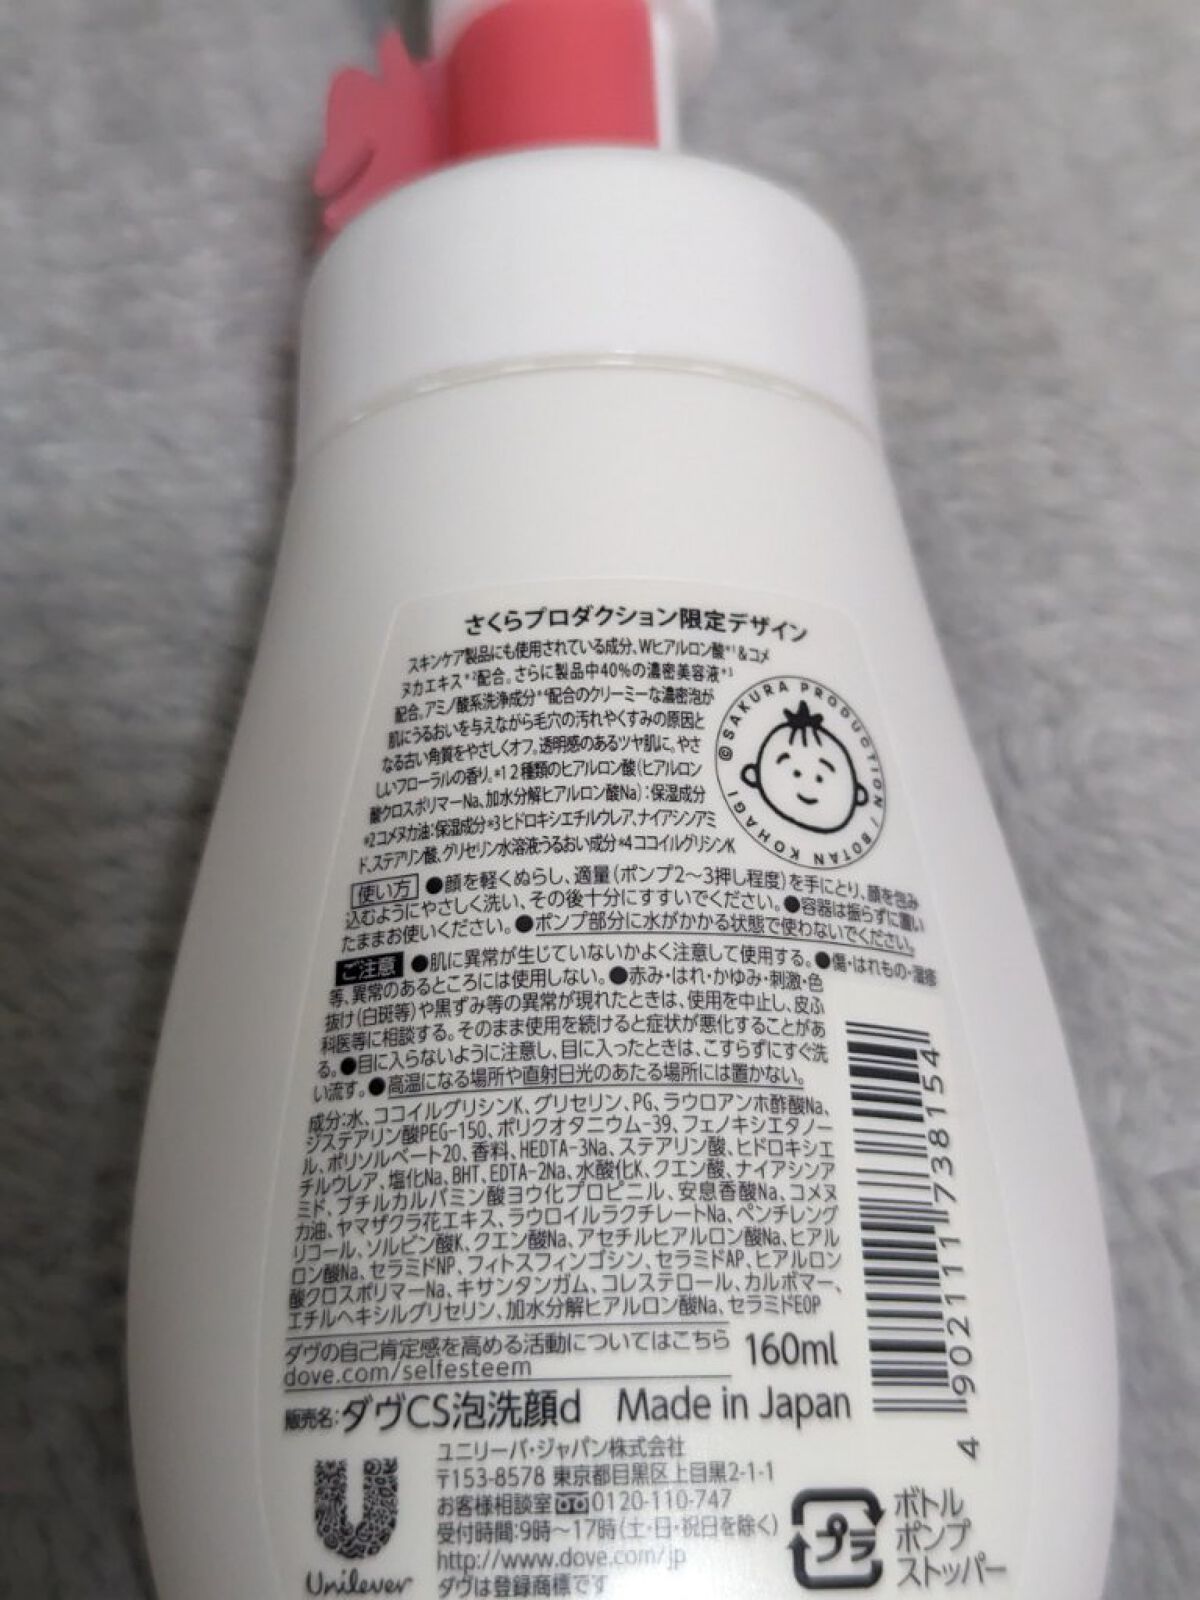 さくらプロダクション限定デザイン
スキンケア製品にも使用されている成分、Wヒアルロン酸*1&コメ
ヌカエキス*2配合。さらに製品中40%の濃密美容液*3
配合。アミノ酸系洗浄成分*4配合のクリーミーな濃密泡が
肌にうるおいを与えながら毛穴の汚れやくすみの原因と
なる古い角質をやさしくオフ。透明感のあるツヤ肌に。やさ
しいフローラルの香り。*1 2種類のヒアルロン酸(ヒアルロン
酸クロスポリマーNa、加水分解ヒアルロン酸Na):保湿成分
*2コメヌカ油:保湿成分*3ヒドロキシエチルウレア、ナイアシンアミ
ド、ステアリン酸、グリセリン水溶液うるおい成分*4ココイルグリシンK
©SAKURA PRODUCTION / BOTAN KOHAGI
使い方 ●顔を軽くぬらし、適量(ポンプ2～3押し程度)を手にとり、顔を包み
込むようにやさしく洗い、その後十分にすすいでください。●容器は振らずに置い
たままお使いください。●ポンプ部分に水がかかる状態で使わないでください。
ご注意 ●肌に異常が生じていないかよく注意して使用する。●傷・はれもの・湿疹
等、異常のあるところには使用しない。●赤み・はれ・かゆみ・刺激・色
抜け(白斑等)や黒ずみ等の異常が現れたときは、使用を中止し、皮ふ
科医等に相談する。そのまま使用を続けると症状が悪化することがあ
る。●目に入らないように注意し、目に入ったときは、こすらずにすぐ洗
い流す。●高温になる場所や直射日光のあたる場所には置かない。
成分:水、ココイルグリシンK、グリセリン、PG、ラウロアンホ酢酸Na、
ジステアリン酸PEG-150、ポリクオタニウム-39、フェノキシエタノー
ル、ポリソルベート20、香料、HEDTA-3Na、ステアリン酸、ヒドロキシエ
チルウレア、塩化Na、BHT、EDTA-2Na、水酸化K、クエン酸、ナイアシンア
ミド、ブチルカルバミン酸ヨウ化プロピニル、安息香酸Na、コメヌ
カ油、ヤマザクラ花エキス、ラウロイルラクチレートNa、ペンチレング
リコール、ソルビン酸K、クエン酸Na、アセチルヒアルロン酸Na、ヒアル
ロン酸Na、セラミドNP、フィトスフィンゴシン、セラミドAP、ヒアルロン
酸クロスポリマーNa、キサンタンガム、コレステロール、カルボマー、
エチルヘキシルグリセリン、加水分解ヒアルロン酸Na、セラミドEOP
ダヴの自己肯定感を高める活動についてはこちら
dove.com/selfesteem
160ml
4902111738154
販売名:ダヴCS泡洗顔d Made in Japan
Unilever
ユニリーバ・ジャパン株式会社
〒153-8578 東京都目黒区上目黒2-1-1
お客様相談室 0120-110-747
受付時間:9時～17時(土・日・祝日を除く)
http://www.dove.com/jp
ダヴは登録商標です
プラ
ボトル
ポンプ
ストッパー